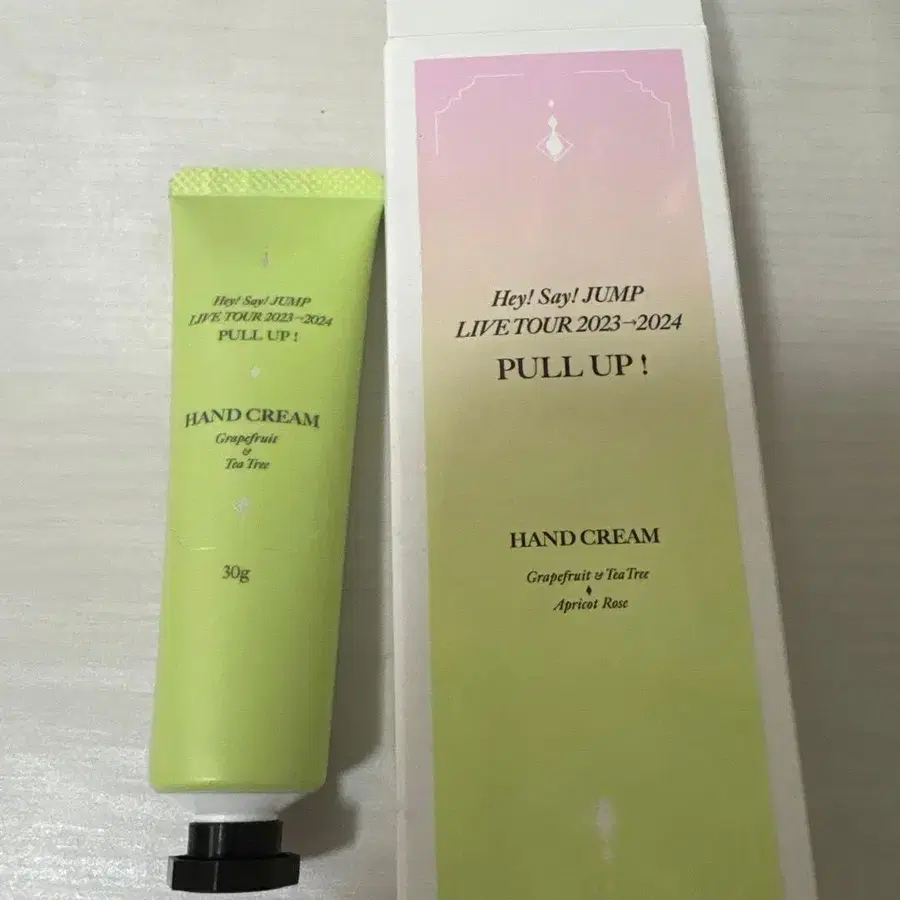 Hey! Say! JUMP
LIVE TOUR 2023→2024
PULL UP!
HAND CREAM
Grapefruit
&
Tea Tree
30g
Hey! Say! JUMP
LIVE TOUR 2023→2024
PULL UP!
HAND CREAM
Grapefruit & Tea Tree
Apricot Rose